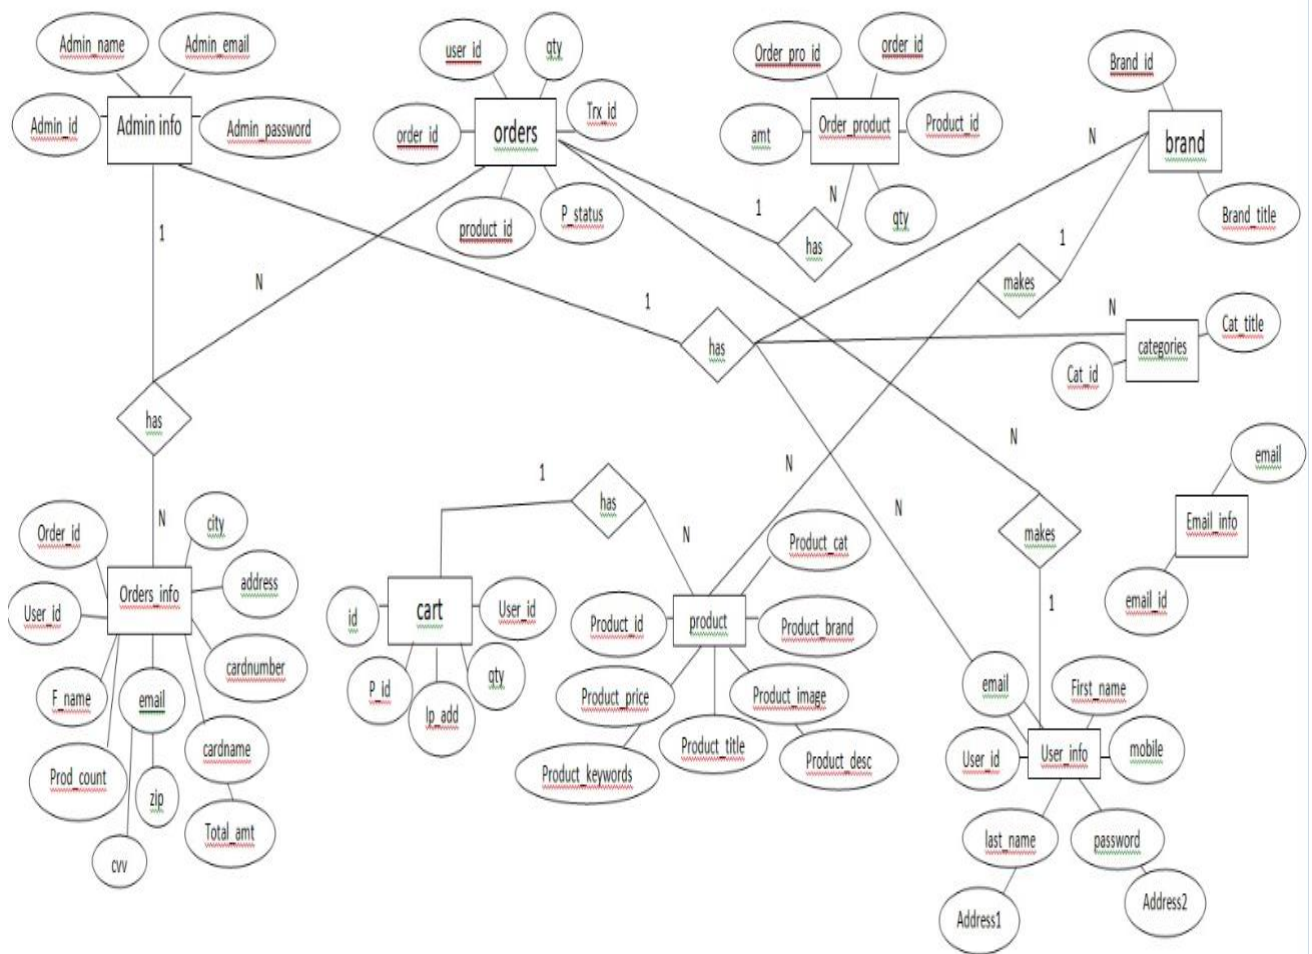 Admin_name
Admin_email
Admin_id
Admin info
Admin_password
1
user_id
qty
Trx_id
order_id
orders
product_id
P_status
N
1
N
has
Order_pro_id
order_id
amt
Order_product
Product_id
qty
Brand_id
brand
Brand_title
N
1
makes
1
has
N
categories
Cat_title
Cat_id
has
N
Order_id
city
address
User_id
Orders_info
cardnumber
F_name
email
cardname
Prod_count
zip
Total_amt
cvv
1
has
N
N
id
cart
User_id
P_id
Ip_add
qty
Product_cat
Product_id
product
Product_brand
Product_price
Product_image
Product_title
Product_keywords
Product_desc
N
N
makes
1
email
Email_info
email_id
email
First_name
User_id
User_info
mobile
last_name
password
Address1
Address2